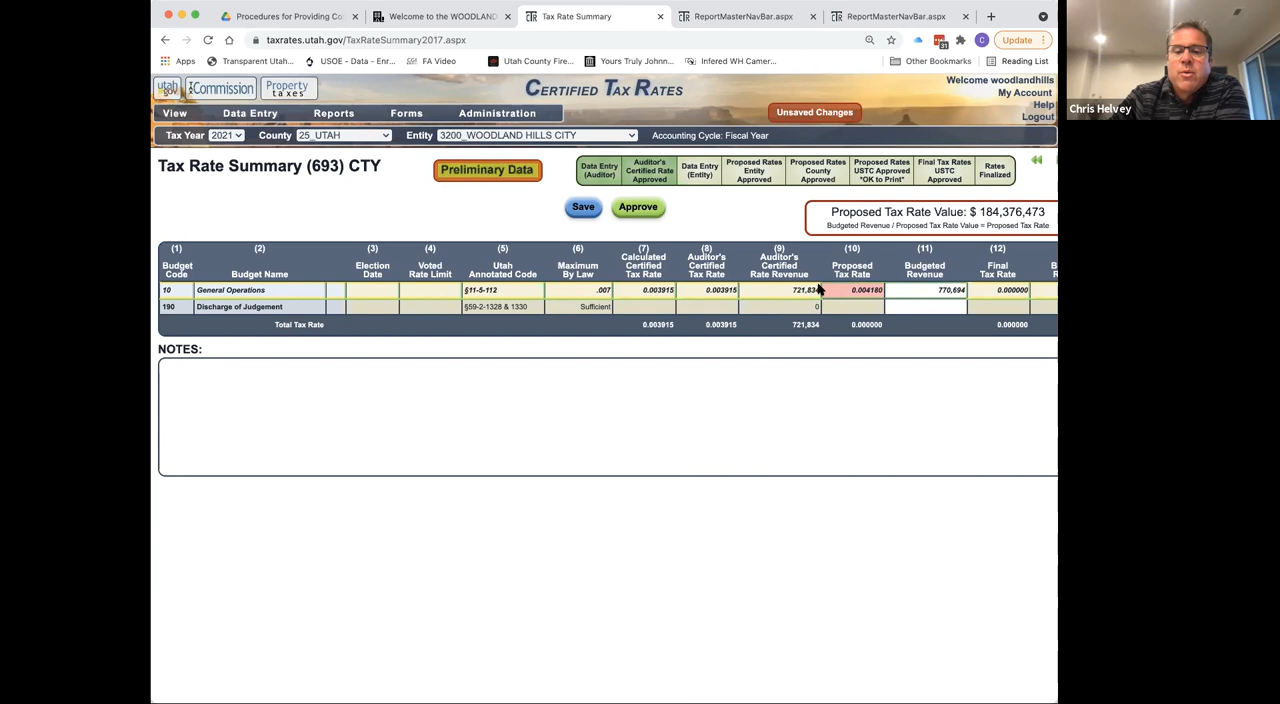 Procedures for Providing Co
Welcome to the WOODLAND
Tax Rate Summary
ReportMasterNavBar.aspx
ReportMasterNavBar.aspx
taxrates.utah.gov/TaxRateSummary2017.aspx
31
C
Update
Apps
Transparent Utah...
USOE - Data - Enr...
FA Video
Utah County Fire...
Yours Truly Johnn...
Infered WH Camer...
Other Bookmarks
Reading List
Chris Helvey
Commission
Property taxes
CERTIFIED TAX RATES
Welcome woodlandhills
My Account
Help
Logout
View Data Entry Reports Forms Administration
Unsaved Changes
Tax Year 2021 County 25_UTAH Entity 3200_WOODLAND HILLS CITY Accounting Cycle: Fiscal Year
Tax Rate Summary (693) CTY
Preliminary Data
Data Entry (Auditor)
Auditor's Certified Rate Approved
Data Entry (Entity)
Proposed Rates Entity Approved
Proposed Rates County Approved
Proposed Rates USTC Approved "OK to Print"
Final Tax Rates USTC Approved
Rates Finalized
Save Approve
Proposed Tax Rate Value: $ 184,376,473
Budgeted Revenue / Proposed Tax Rate Value = Proposed Tax Rate
(1) (2) (3) (4) (5) (6) (7) (8) (9) (10) (11) (12)
Budget Code
Budget Name
Election Date
Voted Rate Limit
Utah Annotated Code
Maximum By Law
Calculated Certified Tax Rate
Auditor's Certified Tax Rate
Auditor's Certified Rate Revenue
Proposed Tax Rate
Budgeted Revenue
Final Tax Rate
10 General Operations §11-5-112 .007 0.003915 0.003915 721,834 0.004180 770,694 0.000000
190 Discharge of Judgement §59-2-1328 & 1330 Sufficient 0
Total Tax Rate 0.003915 0.003915 721,834 0.000000 0.000000
NOTES: